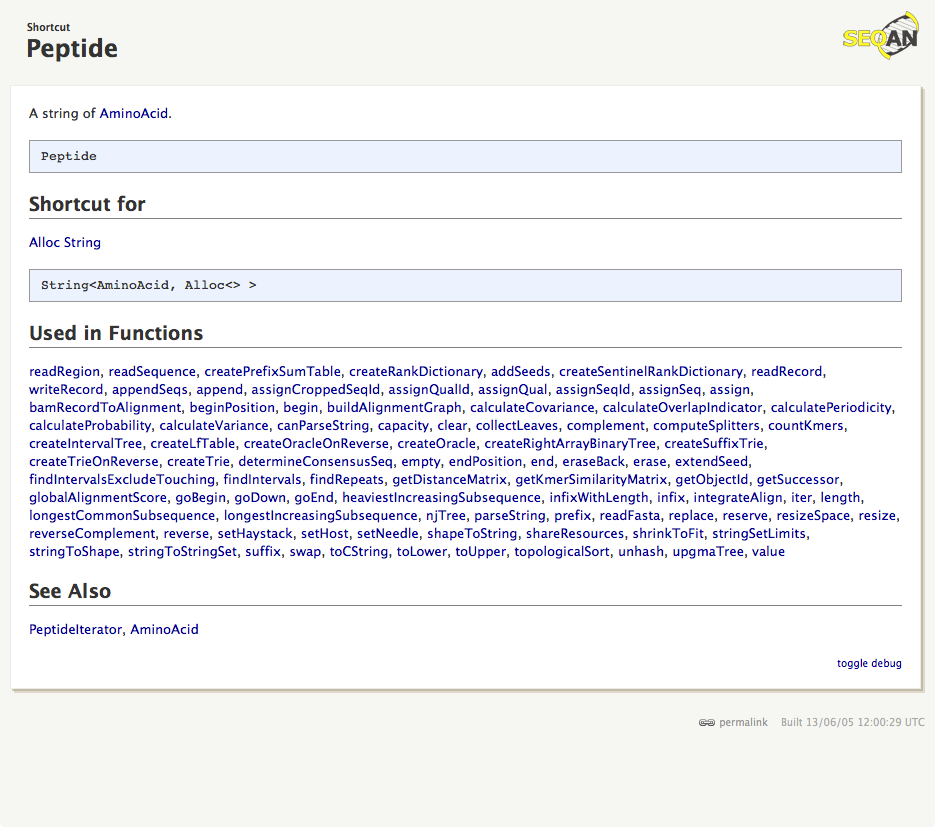 Shortcut
Peptide
SEQAN
A string of AminoAcid.
Peptide
Shortcut for
Alloc String
String<AminoAcid, Alloc<> >
Used in Functions
readRegion, readSequence, createPrefixSumTable, createRankDictionary, addSeeds, createSentinelRankDictionary, readRecord,
writeRecord, appendSeqs, append, assignCroppedSeqId, assignQualId, assignQual, assignSeqId, assignSeq, assign,
bamRecordToAlignment, beginPosition, begin, buildAlignmentGraph, calculateCovariance, calculateOverlapIndicator, calculatePeriodicity,
calculateProbability, calculateVariance, canParseString, capacity, clear, collectLeaves, complement, computeSplitters, countKmers,
createIntervalTree, createLfTable, createOracleOnReverse, createOracle, createRightArrayBinaryTree, createSuffixTrie,
createTrieOnReverse, createTrie, determineConsensusSeq, empty, endPosition, end, eraseBack, erase, extendSeed,
findIntervalsExcludeTouching, findIntervals, findRepeats, getDistanceMatrix, getKmerSimilarityMatrix, getObjectId, getSuccessor,
globalAlignmentScore, goBegin, goDown, goEnd, heaviestIncreasingSubsequence, infixWithLength, infix, integrateAlign, iter, length,
longestCommonSubsequence, longestIncreasingSubsequence, njTree, parseString, prefix, readFasta, replace, reserve, resizeSpace, resize,
reverseComplement, reverse, setHaystack, setHost, setNeedle, shapeToString, shareResources, shrinkToFit, stringSetLimits,
stringToShape, stringToStringSet, suffix, swap, toCString, toLower, toUpper, topologicalSort, unhash, upgmaTree, value
See Also
PeptideIterator, AminoAcid
toggle debug
permalink Built 13/06/05 12:00:29 UTC